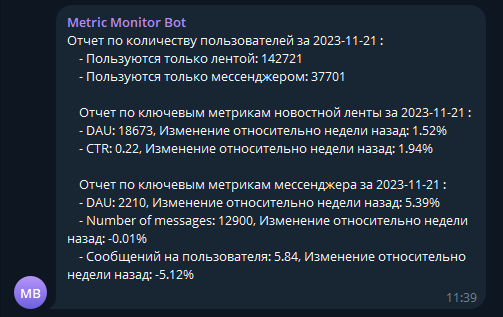 Metric Monitor Bot
Отчет по количеству пользователей за 2023-11-21 :
- Пользуются только лентой: 142721
- Пользуются только мессенджером: 37701
Отчет по ключевым метрикам новостной ленты за 2023-11-21 :
- DAU: 18673, Изменение относительно недели назад: 1.52%
- CTR: 0.22, Изменение относительно недели назад: 1.94%
Отчет по ключевым метрикам мессенджера за 2023-11-21 :
- DAU: 2210, Изменение относительно недели назад: 5.39%
- Number of messages: 12900, Изменение относительно недели
назад: -0.01%
- Сообщений на пользователя: 5.84, Изменение относительно
недели назад: -5.12%
MB
11:39